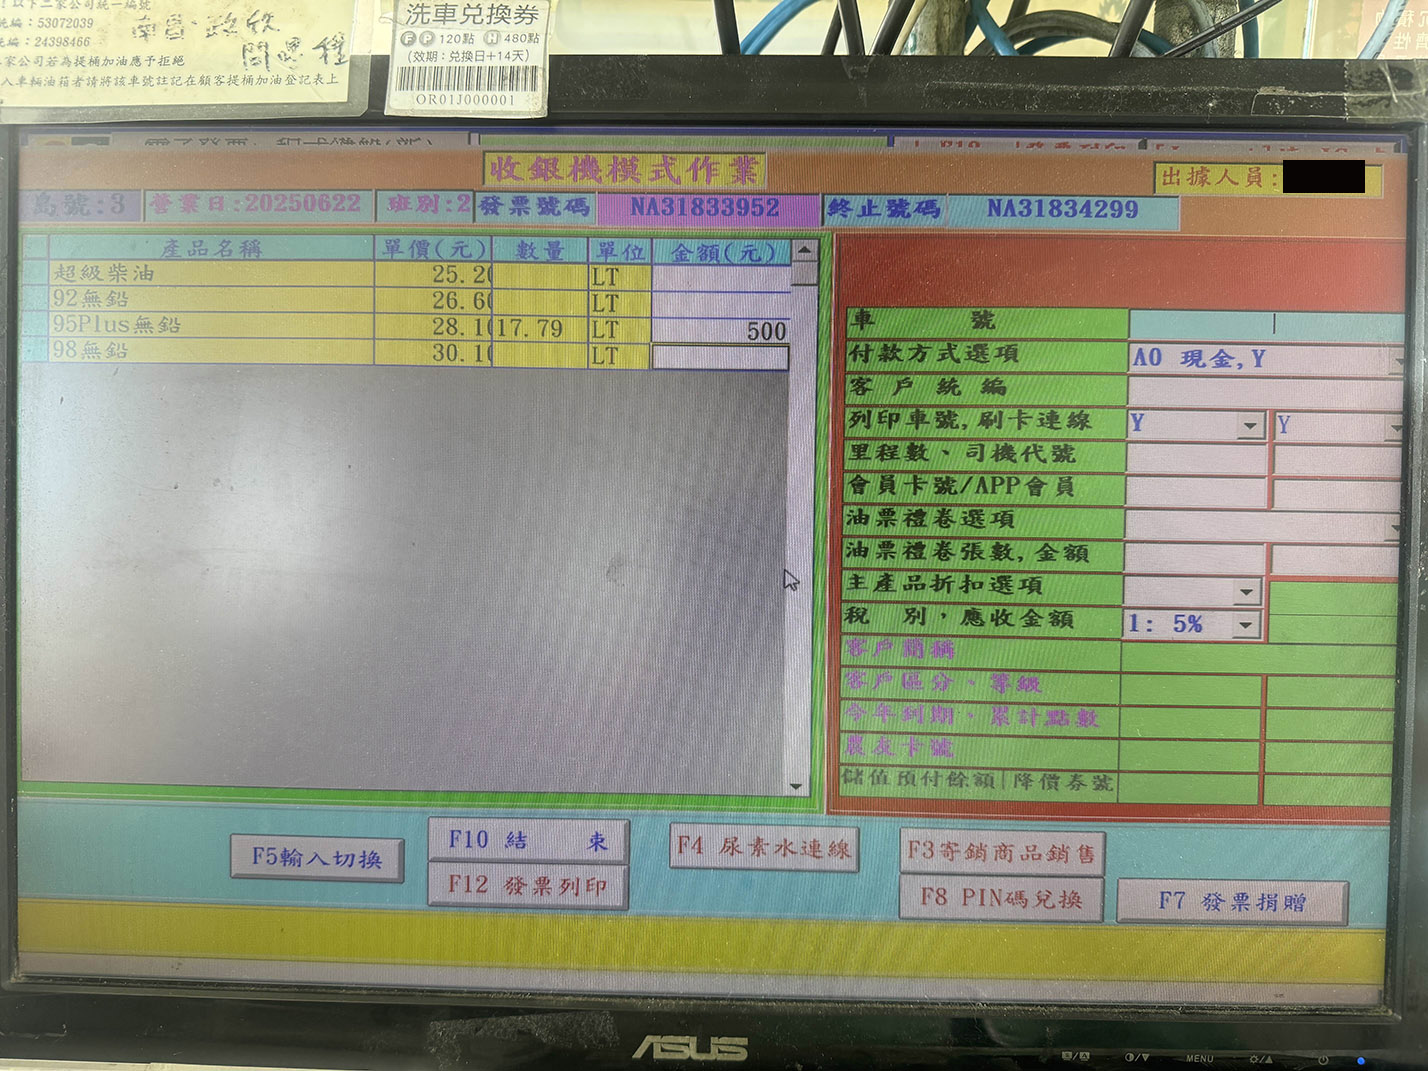 ！以下二家公司統一編號
統編：53072039
統編：24398466
家公司若為提桶加油應予拒絕
入車輛油箱者請將該車號註記在顧客提桶加油登記表上
洗車兌換券
F P 120點 H 480點
(效期：兌換日+14天)
OR01J000001
收銀機模式作業
出據人員:
島號:3 營業日:20250622 班別:2 發票號碼 NA31833952 終止號碼 NA31834299
產品名稱 單價(元) 數量 單位 金額(元)
超級柴油 25.20 LT
92無鉛 26.60 LT
95Plus無鉛 28.10 17.79 LT 500
98無鉛 30.10 LT
車 號
付款方式選項 A0 現金,Y
客戶統編
列印車號,刷卡連線 Y Y
里程數、司機代號
會員卡號/APP會員
油票禮卷選項
油票禮卷張數,金額
主產品折扣選項
稅 別，應收金額 1: 5%
客戶簡稱
客戶區分、等級
今年到期、累計點數
農友卡號
儲值預付餘額|降價券號
F5輸入切換
F10 結 束
F12 發票列印
F4 尿素水連線
F3寄銷商品銷售
F8 PIN碼兌換
F7 發票捐贈
ASUS
MENU